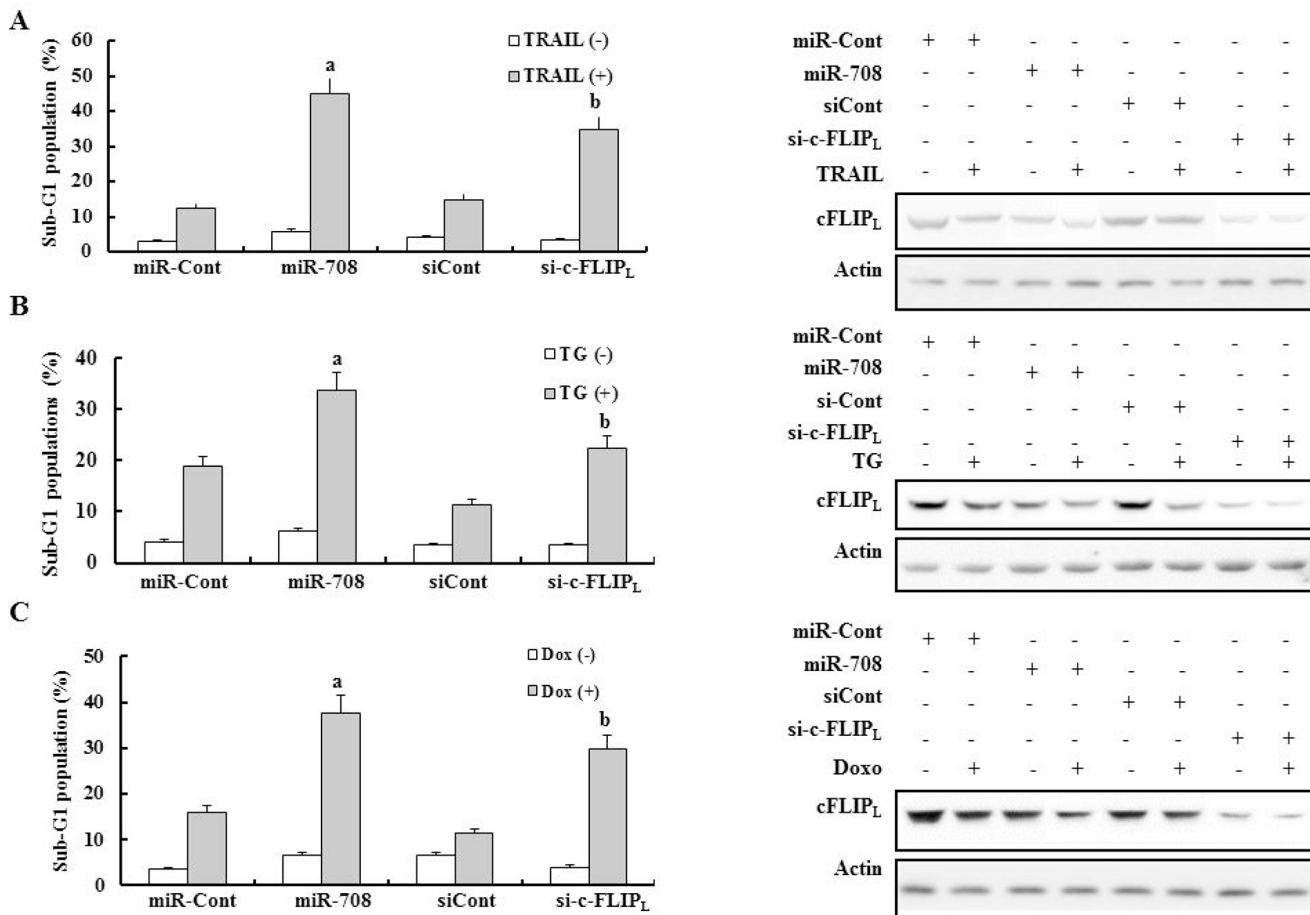 A
Sub-G1 population (%)
60
50
40
30
20
10
0
TRAIL (-)
TRAIL (+)
a
b
miR-Cont miR-708 siCont si-c-FLIPL
miR-Cont + + - - - - - -
miR-708 - - + + - - - -
siCont - - - - + + - -
si-c-FLIPL - - - - - - + +
TRAIL - + - + - + - +
cFLIPL
Actin
B
Sub-G1 populations (%)
40
30
20
10
0
TG (-)
TG (+)
a
b
miR-Cont miR-708 siCont si-c-FLIPL
miR-Cont + + - - - - - -
miR-708 - - + + - - - -
si-Cont - - - - + + - -
si-c-FLIPL - - - - - - + +
TG - + - + - + - +
cFLIPL
Actin
C
Sub-G1 population (%)
50
40
30
20
10
0
Dox (-)
Dox (+)
a
b
miR-Cont miR-708 siCont si-c-FLIPL
miR-Cont + + - - - - - -
miR-708 - - + + - - - -
siCont - - - - + + - -
si-c-FLIPL - - - - - - + +
Doxo - + - + - + - +
cFLIPL
Actin